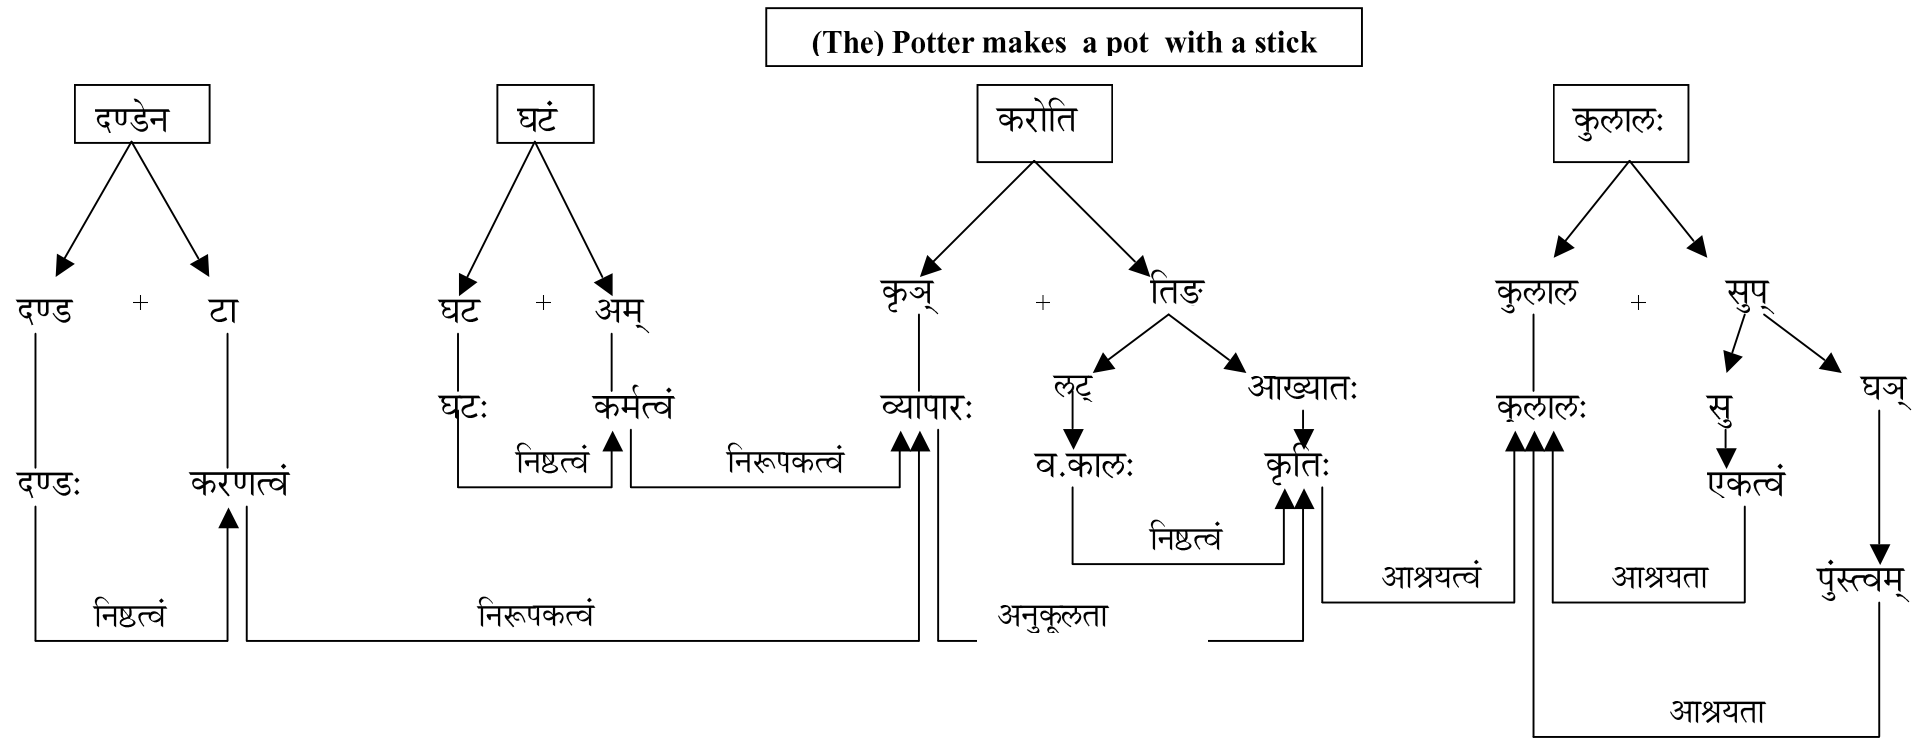 (The) Potter makes a pot with a stick
दण्डेन घटं करोति कुलालः
दण्ड + टा घट + अम् कृञ् + तिङ कुलाल + सुप्
लट् आख्यातः घञ्
घटः कर्मत्वं व्यापारः कुलालः सु
निष्ठत्वं निरूपकत्वं व.कालः कृतिः
दण्डः करणत्वं एकत्वं
निष्ठत्वं
आश्रयत्वं आश्रयता पुंस्त्वम्
निष्ठत्वं निरूपकत्वं अनुकूलता
आश्रयता